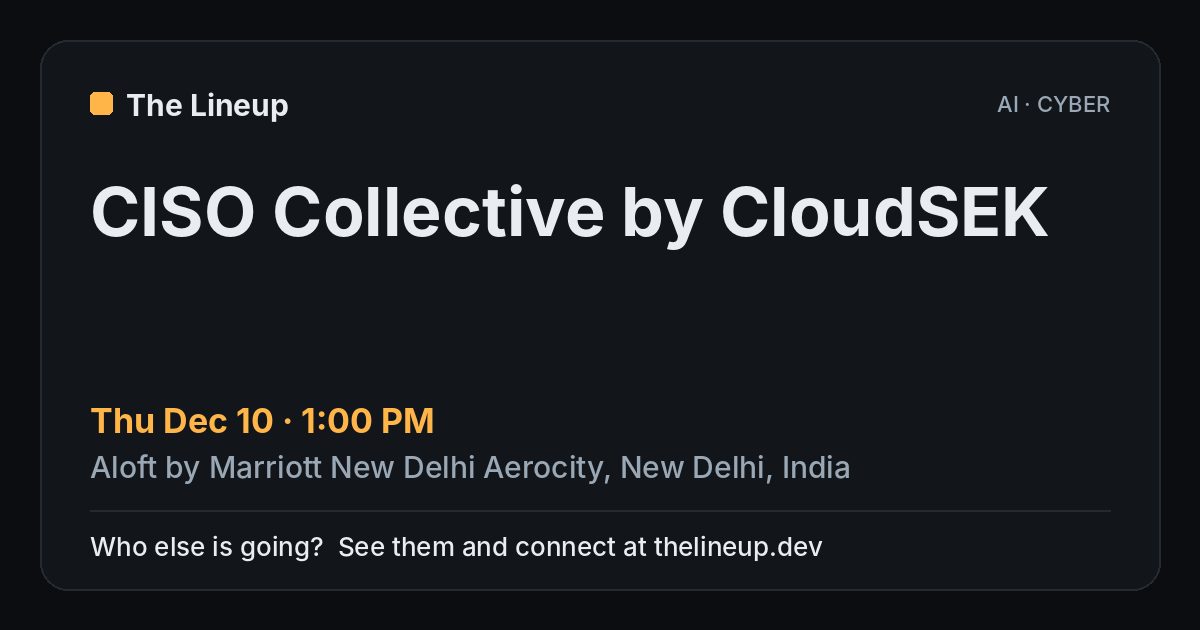 The Lineup
AI · CYBER
CISO Collective by CloudSEK
Thu Dec 10 · 1:00 PM
Aloft by Marriott New Delhi Aerocity, New Delhi, India
Who else is going? See them and connect at thelineup.dev